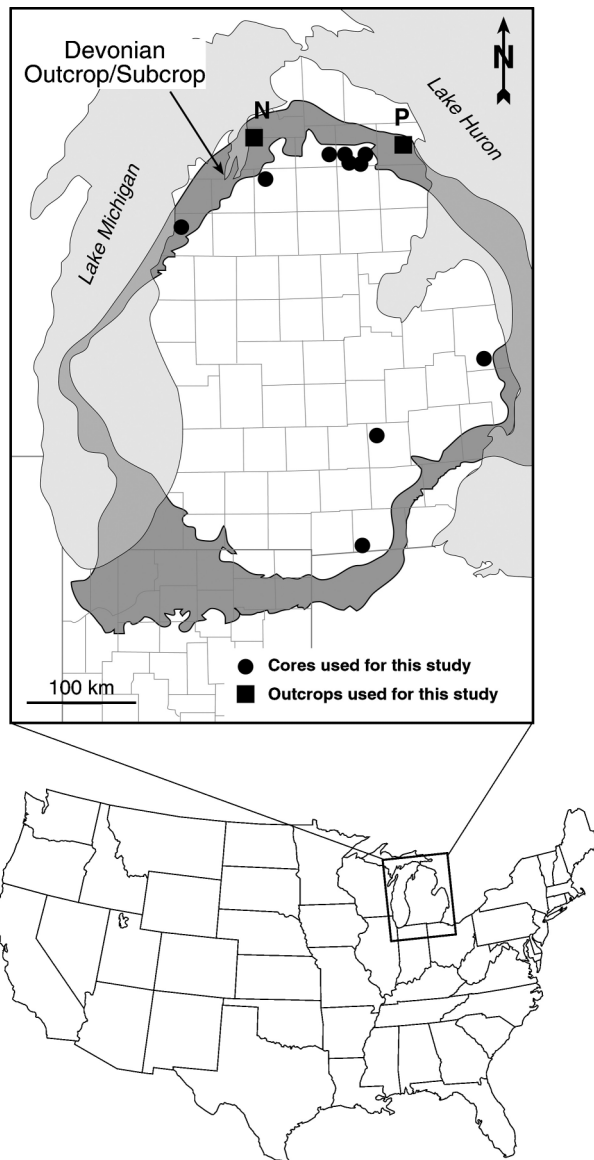 Devonian
Outcrop/Subcrop
N
N
P
Lake Huron
Lake Michigan
Cores used for this study
Outcrops used for this study
100 km